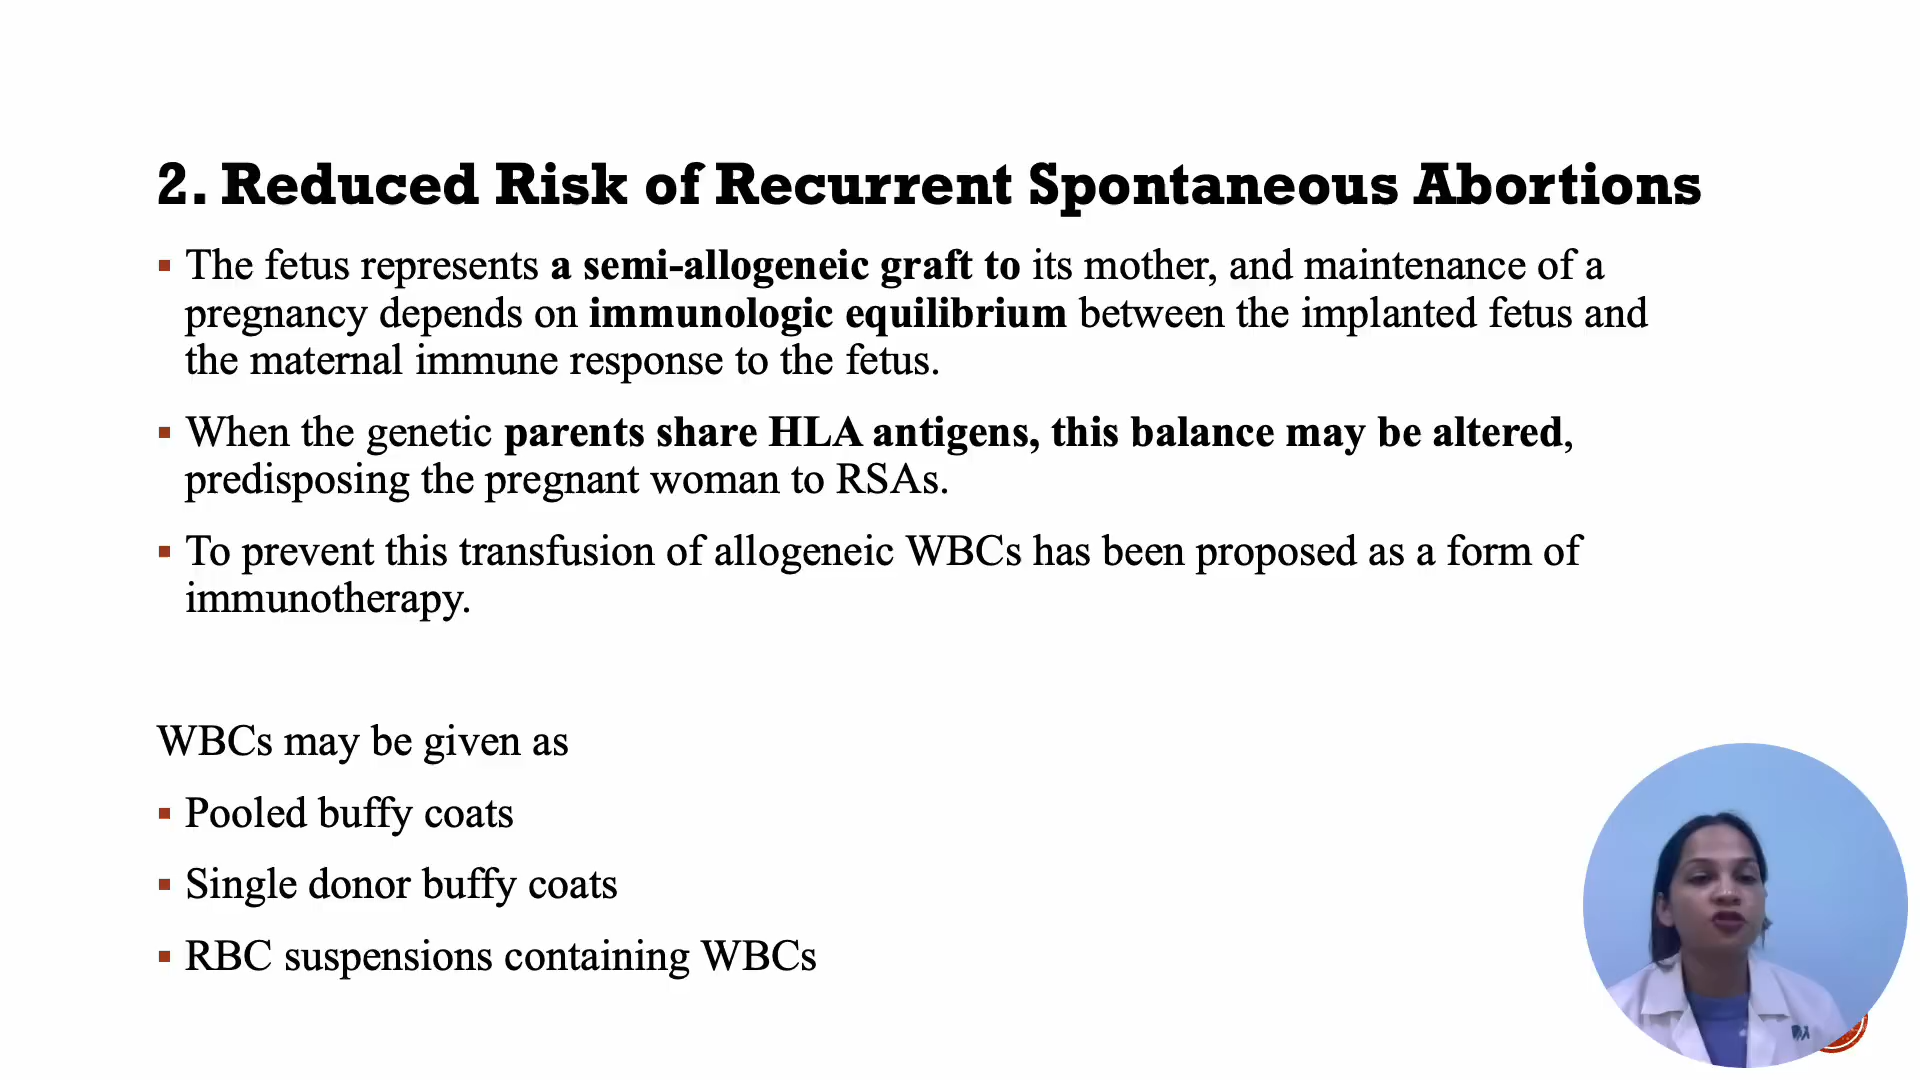 2. Reduced Risk of Recurrent Spontaneous Abortions
▪ The fetus represents a semi-allogeneic graft to its mother, and maintenance of a
pregnancy depends on immunologic equilibrium between the implanted fetus and
the maternal immune response to the fetus.
▪ When the genetic parents share HLA antigens, this balance may be altered,
predisposing the pregnant woman to RSAs.
▪ To prevent this transfusion of allogeneic WBCs has been proposed as a form of
immunotherapy.
WBCs may be given as
▪ Pooled buffy coats
▪ Single donor buffy coats
▪ RBC suspensions containing WBCs